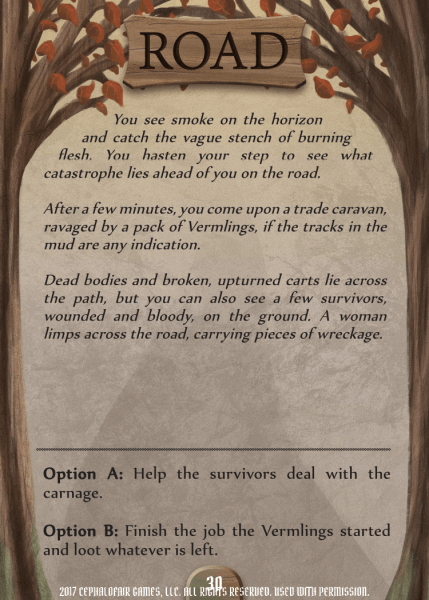 ROAD
You see smoke on the horizon
and catch the vague stench of burning
flesh. You hasten your step to see what
catastrophe lies ahead of you on the road.
After a few minutes, you come upon a trade caravan,
ravaged by a pack of Vermlings, if the tracks in the
mud are any indication.
Dead bodies and broken, upturned carts lie across
the path, but you can also see a few survivors,
wounded and bloody, on the ground. A woman
limps across the road, carrying pieces of wreckage.
Option A: Help the survivors deal with the
carnage.
Option B: Finish the job the Vermlings started
and loot whatever is left.
30
2017 CEPHALOFAIR GAMES, LLC. ALL RIGHTS RESERVED. USED WITH PERMISSION.